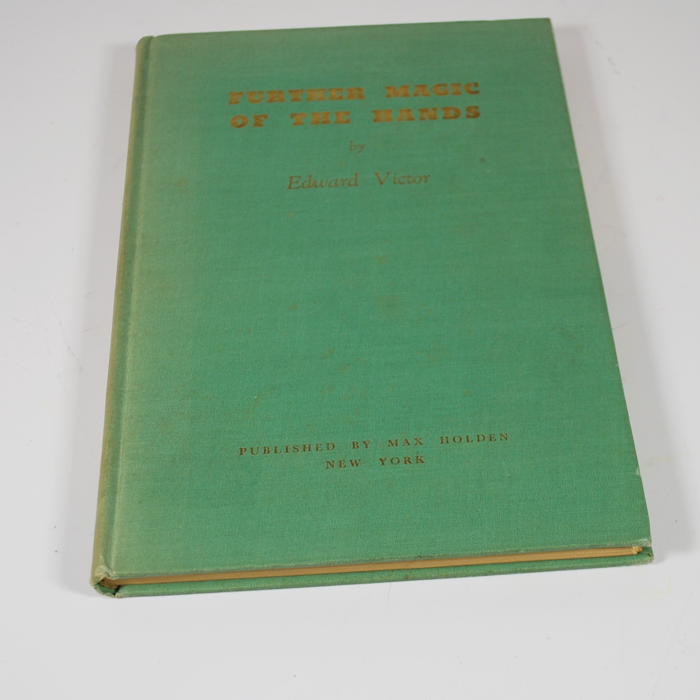 FURTHER MAGIC
OF THE HANDS
by
Edward Victor
PUBLISHED BY MAX HOLDEN
NEW YORK